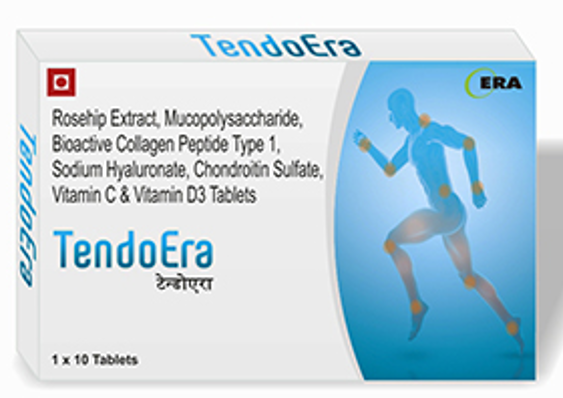 TendoEra
ERA
Rosehip Extract, Mucopolysaccharide,
Bioactive Collagen Peptide Type 1,
Sodium Hyaluronate, Chondroitin Sulfate,
Vitamin C & Vitamin D3 Tablets
TendoEra
टेन्डोएरा
1 x 10 Tablets
TendoEra